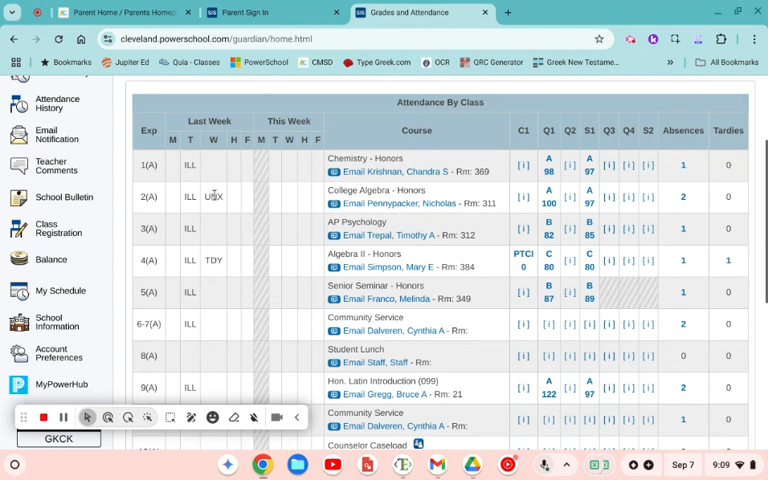 Parent Home / Parents Homep
Parent Sign In
Grades and Attendance
cleveland.powerschool.com/guardian/home.html
Bookmarks
Jupiter Ed
Quia - Classes
PowerSchool
CMSD
Type Greek.com
OCR
QRC Generator
Greek New Testame...
»
All Bookmarks
Attendance History
Email Notification
Teacher Comments
School Bulletin
Class Registration
Balance
My Schedule
School Information
Account Preferences
MyPowerHub
GKCK
Attendance By Class
Exp Last Week This Week Course C1 Q1 Q2 S1 Q3 Q4 S2 Absences Tardies
M T W H F M T W H F
1(A) ILL Chemistry - Honors [ i ] A 98 [ i ] A 97 [ i ] [ i ] [ i ] 1 0
Email Krishnan, Chandra S - Rm: 369
2(A) ILL UNX College Algebra - Honors [ i ] A 100 [ i ] A 97 [ i ] [ i ] [ i ] 2 0
Email Pennypacker, Nicholas - Rm: 311
3(A) ILL AP Psychology [ i ] B 82 [ i ] B 85 [ i ] [ i ] [ i ] 1 0
Email Trepal, Timothy A - Rm: 312
4(A) ILL TDY Algebra II - Honors PTCI 0 C 80 [ i ] C 80 [ i ] [ i ] [ i ] 1 1
Email Simpson, Mary E - Rm: 384
5(A) ILL Senior Seminar - Honors [ i ] B 87 [ i ] B 89 1 0
Email Franco, Melinda - Rm: 349
6-7(A) ILL Community Service [ i ] [ i ] [ i ] [ i ] [ i ] [ i ] [ i ] 2 0
Email Dalveren, Cynthia A - Rm:
8(A) ILL Student Lunch [ i ] [ i ] [ i ] [ i ] [ i ] [ i ] [ i ] 0 0
Email Staff, Staff - Rm:
9(A) ILL Hon. Latin Introduction (099) [ i ] A 122 [ i ] A 97 [ i ] [ i ] [ i ] 2 0
Email Gregg, Bruce A - Rm: 21
Community Service [ i ] [ i ] [ i ] [ i ] [ i ] [ i ] [ i ] 1 0
Email Dalveren, Cynthia A - Rm:
Counselor Caseload
Sep 7
9:09